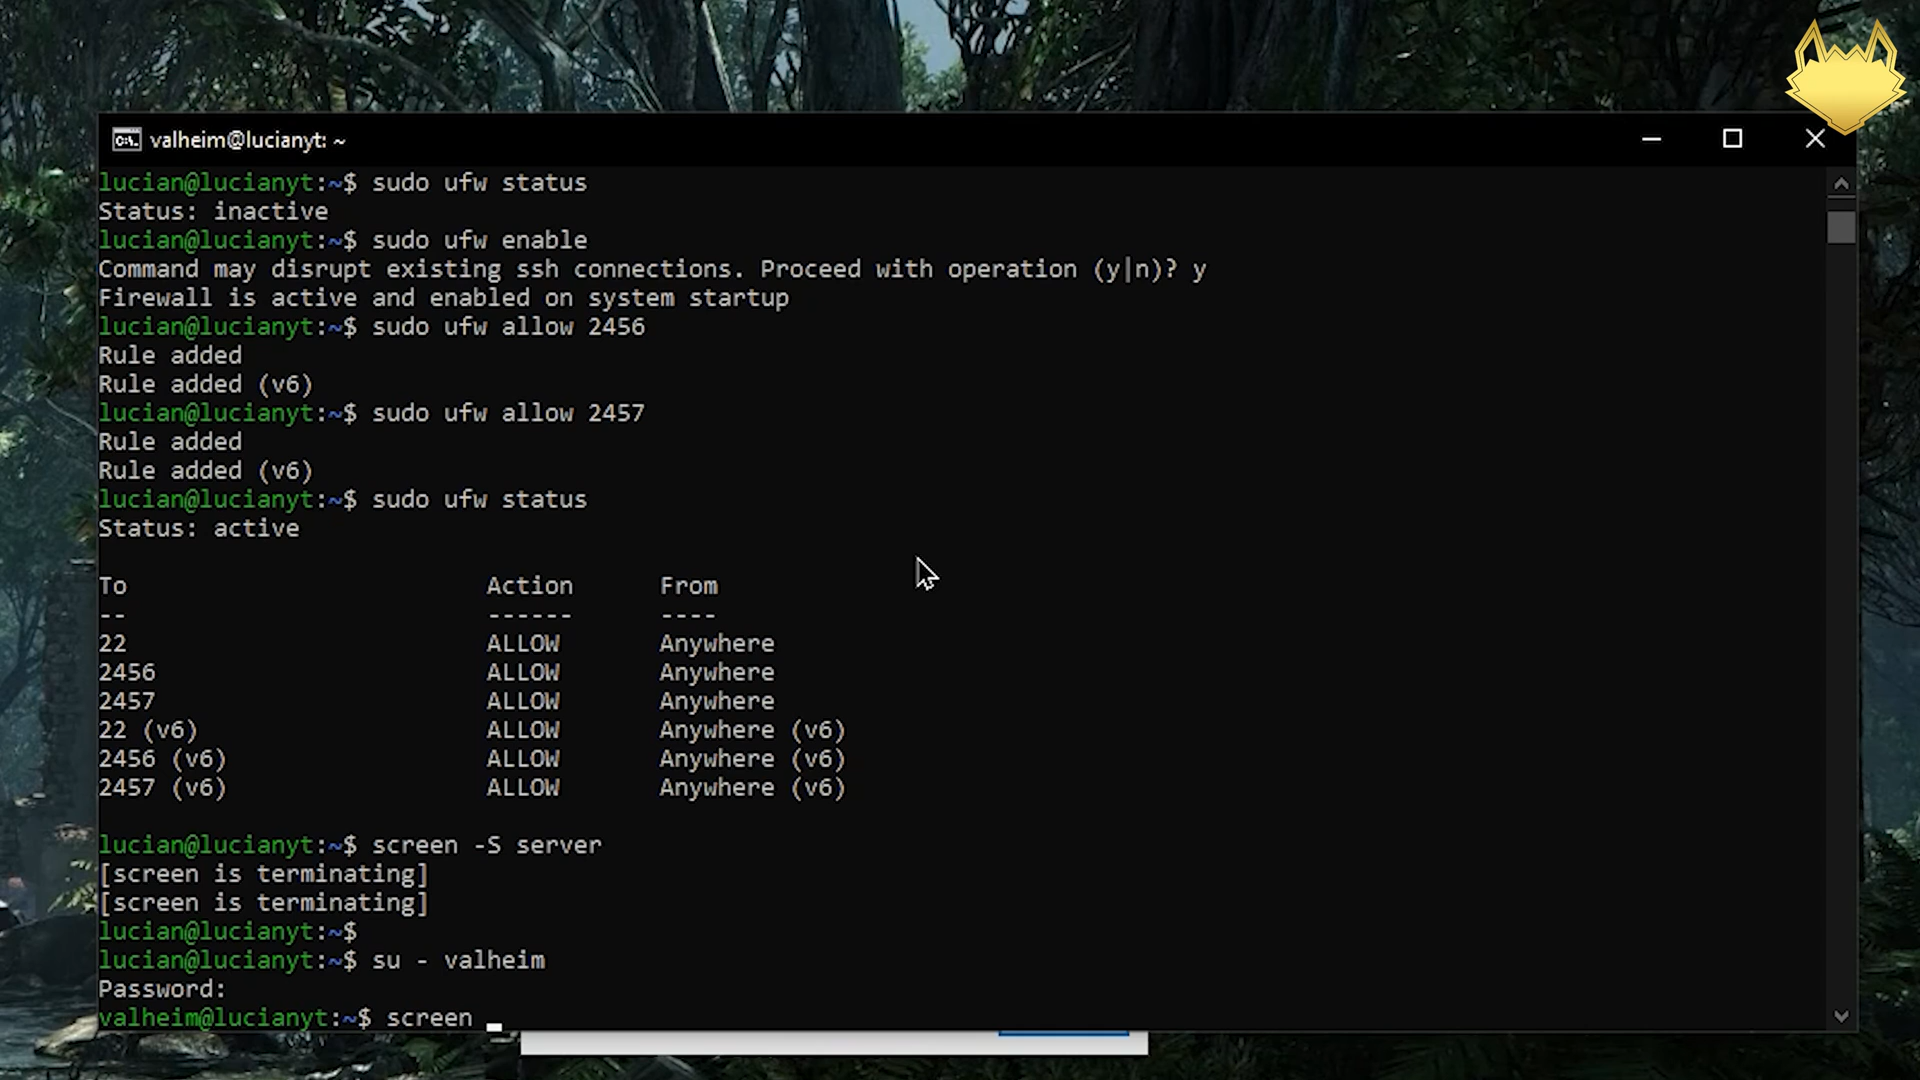 valheim@lucianyt: ~
lucian@lucianyt:~$ sudo ufw status
Status: inactive
lucian@lucianyt:~$ sudo ufw enable
Command may disrupt existing ssh connections. Proceed with operation (y|n)? y
Firewall is active and enabled on system startup
lucian@lucianyt:~$ sudo ufw allow 2456
Rule added
Rule added (v6)
lucian@lucianyt:~$ sudo ufw allow 2457
Rule added
Rule added (v6)
lucian@lucianyt:~$ sudo ufw status
Status: active
To                         Action      From
--                         ------      ----
22                         ALLOW       Anywhere
2456                       ALLOW       Anywhere
2457                       ALLOW       Anywhere
22 (v6)                    ALLOW       Anywhere (v6)
2456 (v6)                  ALLOW       Anywhere (v6)
2457 (v6)                  ALLOW       Anywhere (v6)
lucian@lucianyt:~$ screen -S server
[screen is terminating]
[screen is terminating]
lucian@lucianyt:~$
lucian@lucianyt:~$ su - valheim
Password:
valheim@lucianyt:~$ screen